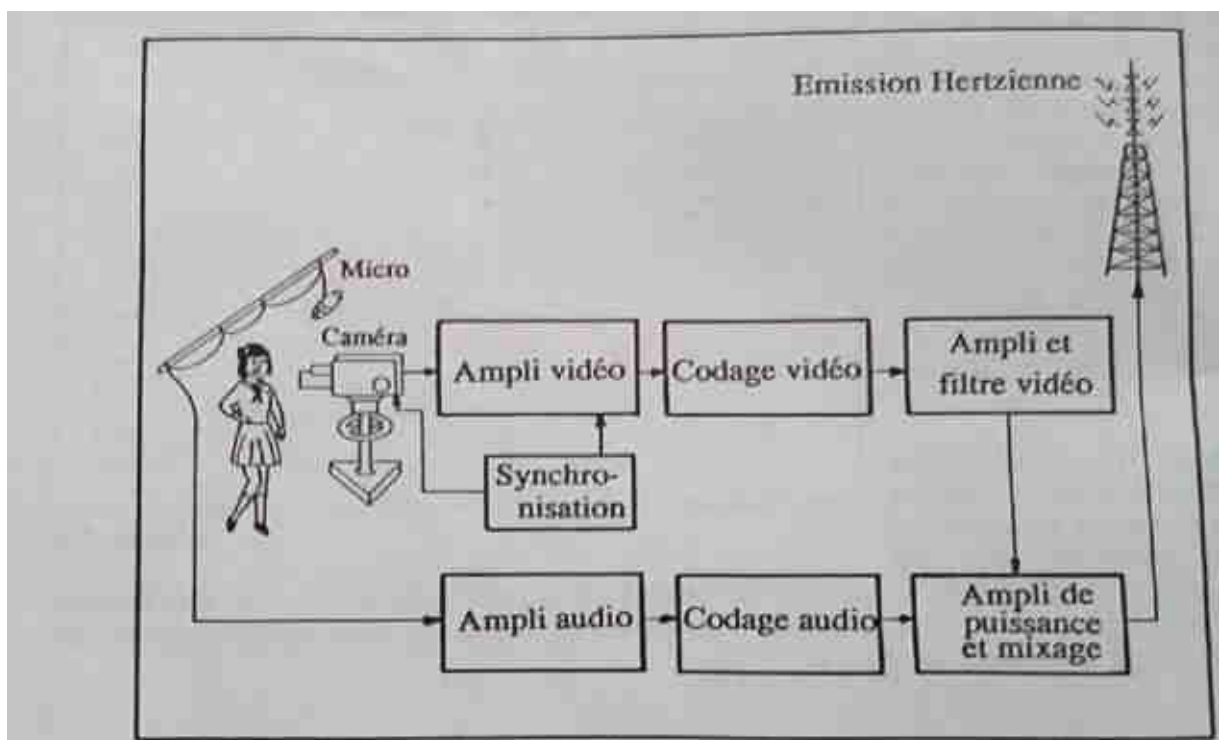 Emission Hertzienne
Micro
Caméra
Ampli vidéo
Codage vidéo
Ampli et
filtre vidéo
Synchro-
nisation
Ampli audio
Codage audio
Ampli de
puissance
et mixage